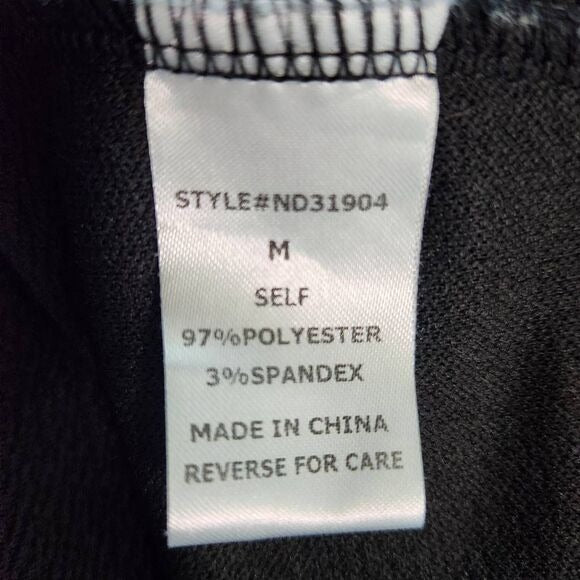 STYLE#ND31904
M
SELF
97%POLYESTER
3%SPANDEX
MADE IN CHINA
REVERSE FOR CARE